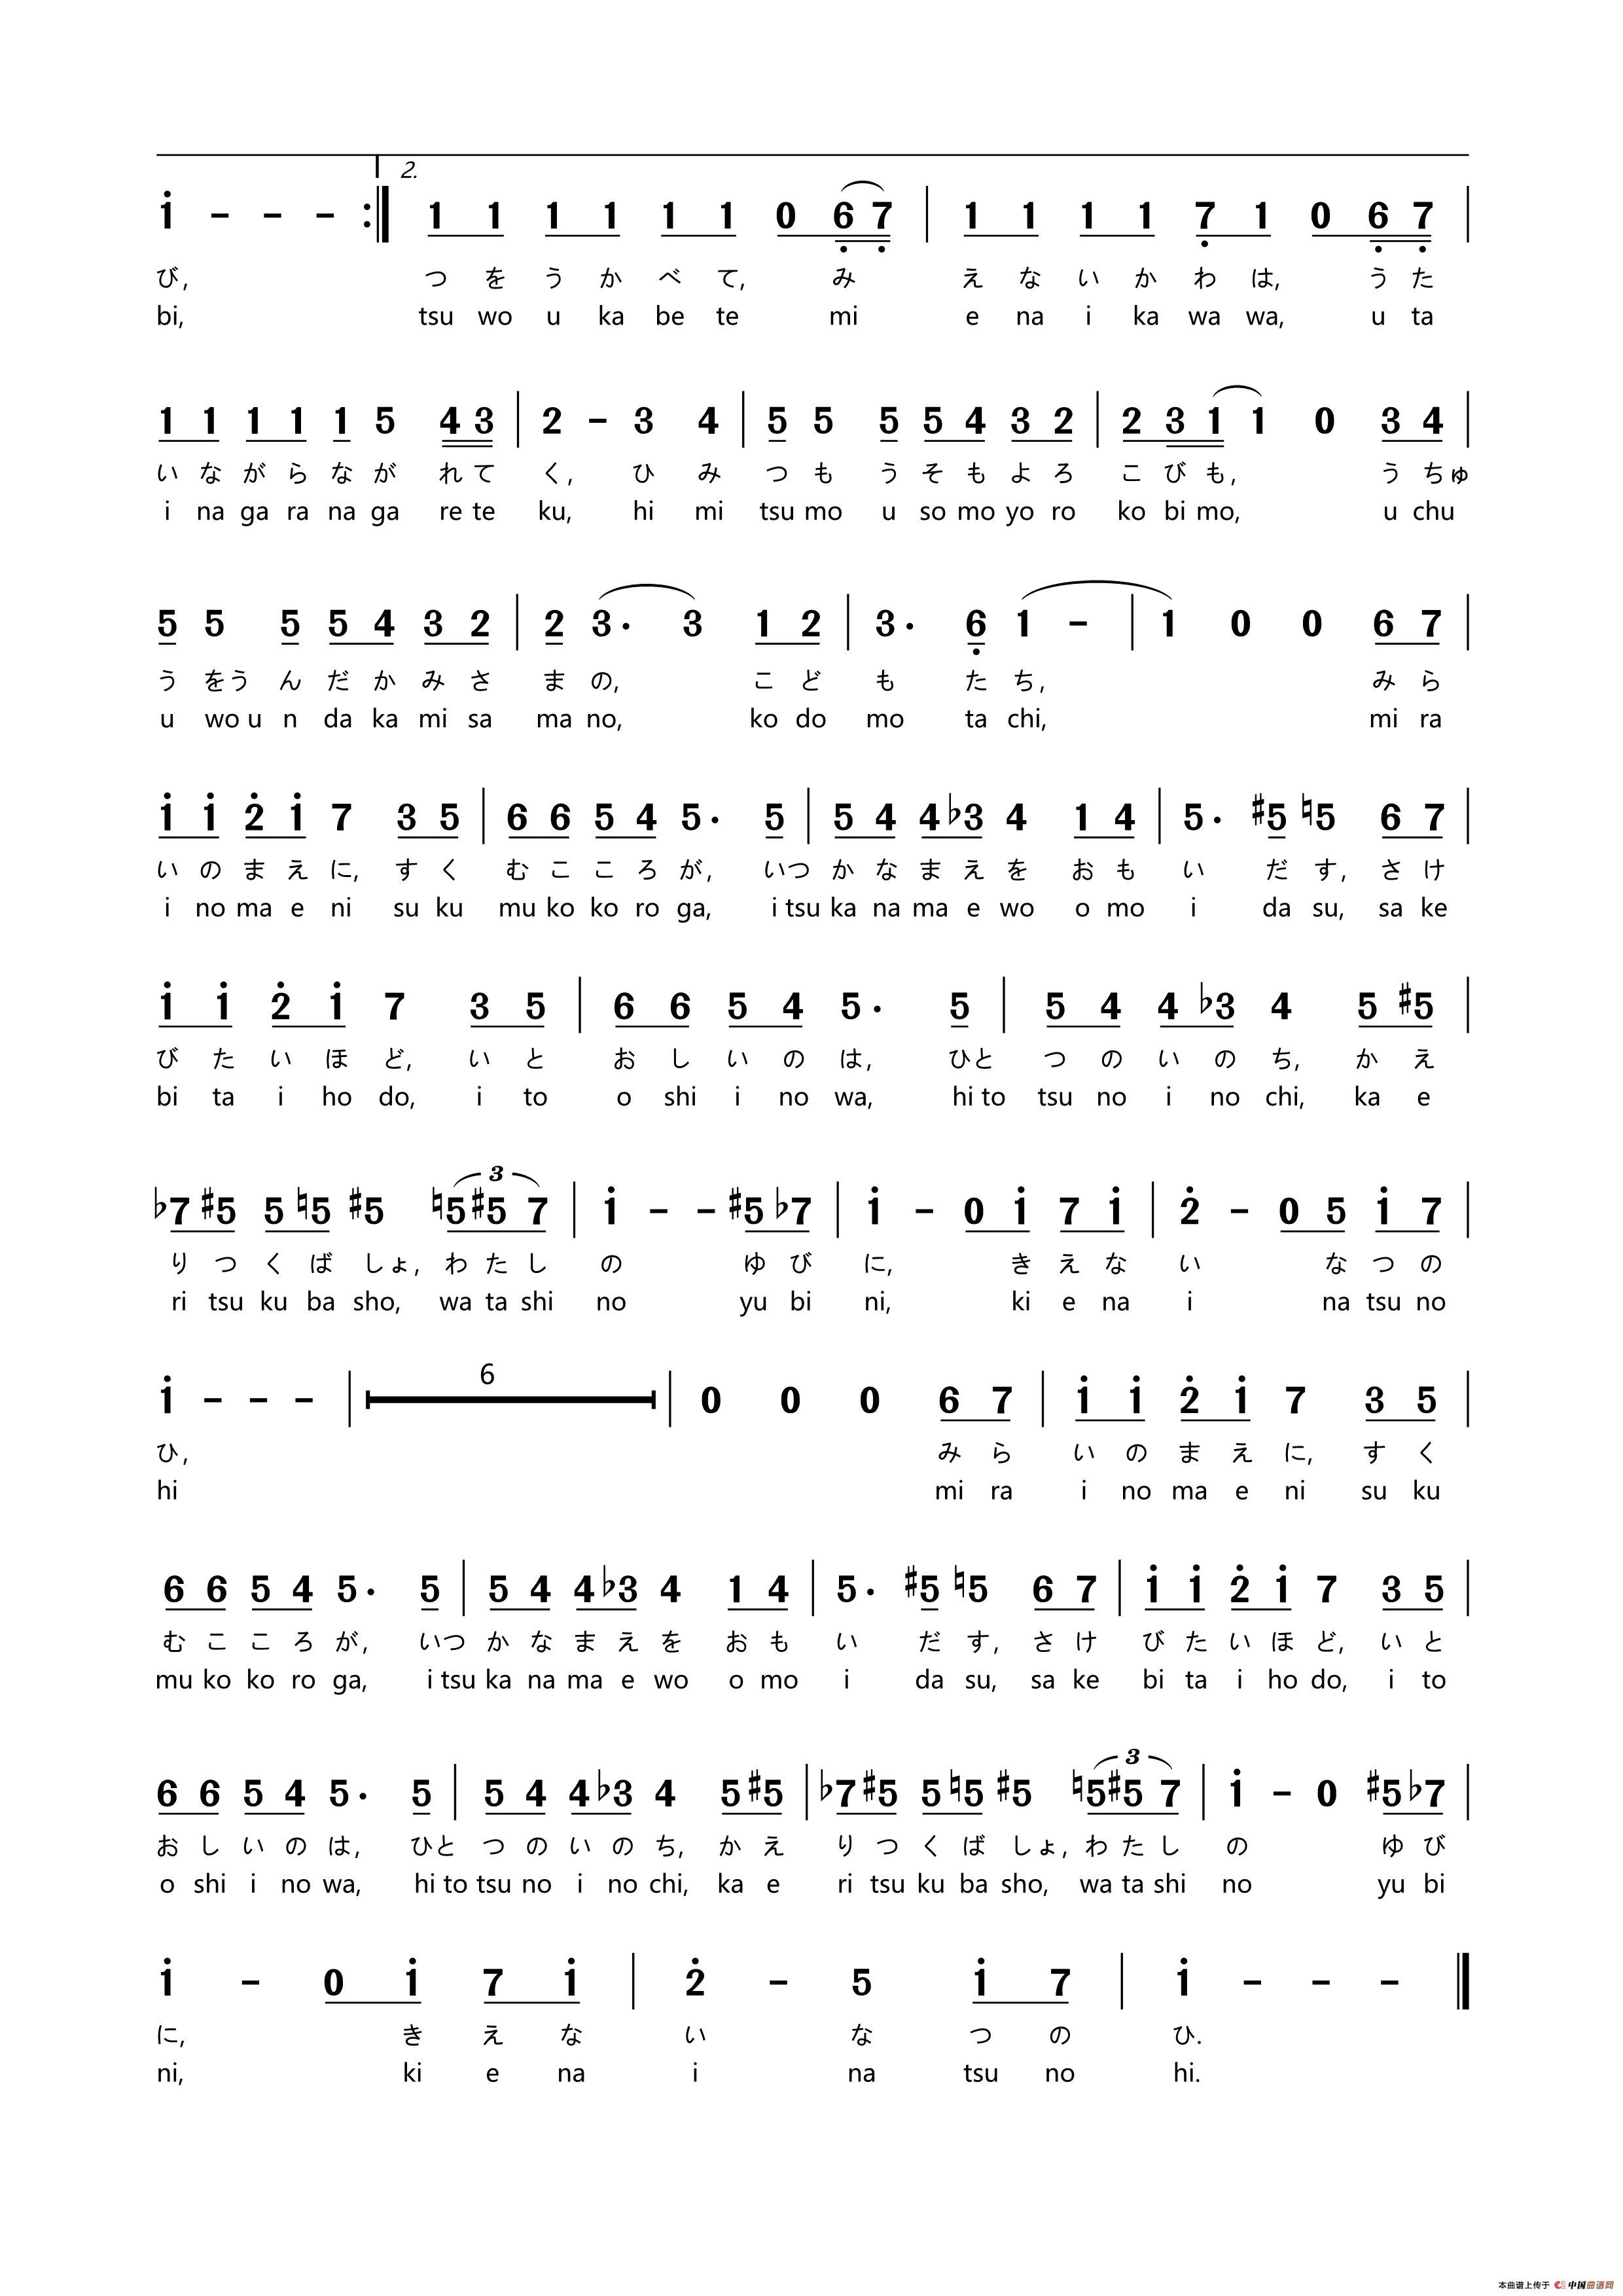 2.
i - - - :‖ 1 1 1 1 1 1 0 6 7 | 1 1 1 1 7 1 0 6 7 |
び, つ を う か べ て, み え な い か わ は, う た
bi, tsu wo u ka be te mi e na i ka wa wa, u ta
1 1 1 1 1 5 4 3 | 2 - 3 4 | 5 5 5 5 4 3 2 | 2 3 1 1 0 3 4 |
い な が ら な が れ て く, ひ み つ も う そ も よ ろ こ び も, う ちゅ
i na ga ra na ga re te ku, hi mi tsu mo u so mo yo ro ko bi mo, u chu
5 5 5 5 4 3 2 | 2 3· 3 1 2 | 3· 6 1 - | 1 0 0 6 7 |
う をう ん だ か み さ ま の, こ ど も た ち, み ら
u wo u n da ka mi sa ma no, ko do mo ta chi, mi ra
i i 2 i 7 3 5 | 6 6 5 4 5· 5 | 5 4 4 ♭3 4 1 4 | 5· ♯5 ♮5 6 7 |
い の ま え に, す く む こ こ ろ が, いつ か な ま え を お も い だ す, さ け
i no ma e ni su ku mu ko ko ro ga, i tsu ka na ma e wo o mo i da su, sa ke
i i 2 i 7 3 5 | 6 6 5 4 5· 5 | 5 4 4 ♭3 4 5 ♯5 |
び た い ほ ど, い と お し い の は, ひと つ の い の ち, か え
bi ta i ho do, i to o shi i no wa, hi to tsu no i no chi, ka e
3
♭7 ♯5 5 ♮5 ♯5 ♮5 ♯5 7 | i - - ♯5 ♭7 | i - 0 i 7 i | 2 - 0 5 i 7 |
り つ く ば しょ, わ た し の ゆ び に, き え な い な つ の
ri tsu ku ba sho, wa ta shi no yu bi ni, ki e na i na tsu no
6
i - - - | 0 0 0 6 7 | i i 2 i 7 3 5 |
ひ, み ら い の ま え に, す く
hi mi ra i no ma e ni su ku
6 6 5 4 5· 5 | 5 4 4 ♭3 4 1 4 | 5· ♯5 ♮5 6 7 | i i 2 i 7 3 5 |
む こ こ ろ が, いつ か な ま え を お も い だ す, さ け び た い ほ ど, い と
mu ko ko ro ga, i tsu ka na ma e wo o mo i da su, sa ke bi ta i ho do, i to
3
6 6 5 4 5· 5 | 5 4 4 ♭3 4 5 ♯5 | ♭7 ♯5 5 ♮5 ♯5 ♮5 ♯5 7 | i - 0 ♯5 ♭7 |
お し い の は, ひと つ の い の ち, か え り つ く ば しょ, わ た し の ゆ び
o shi i no wa, hi to tsu no i no chi, ka e ri tsu ku ba sho, wa ta shi no yu bi
i - 0 i 7 i | 2 - 5 i 7 | i - - - ‖
に, き え な い な つ の ひ.
ni, ki e na i na tsu no hi.
本曲谱上传于 中国曲谱网